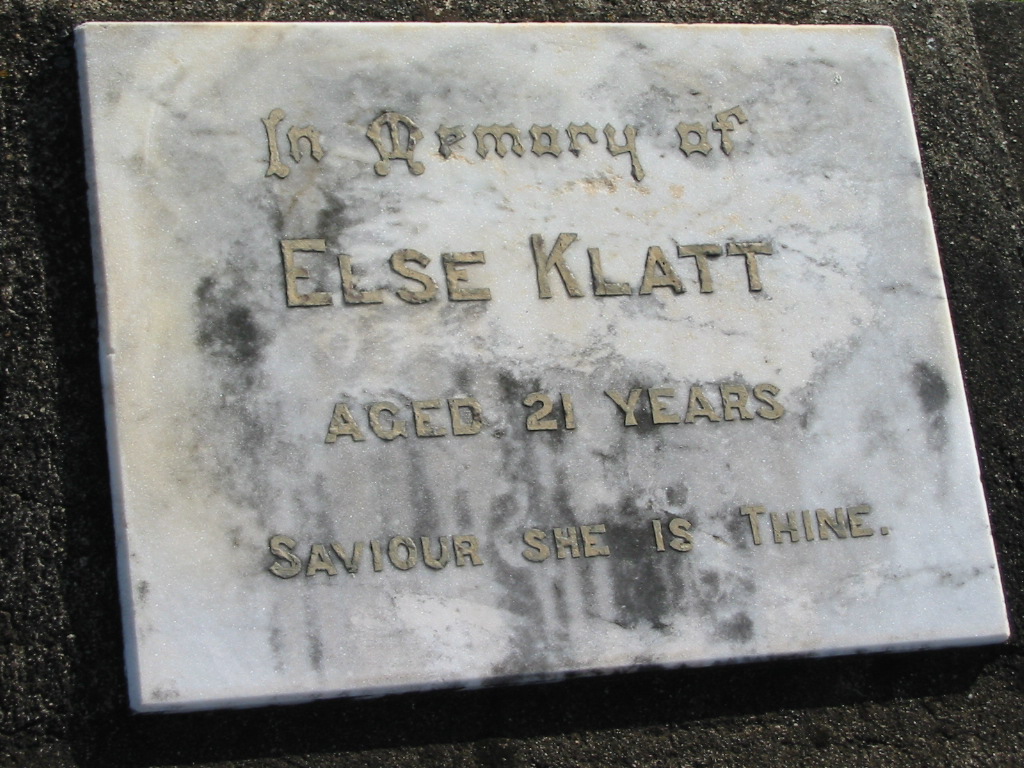 In Memory of
ELSE KLATT
AGED 21 YEARS
SAVIOUR SHE IS THINE.